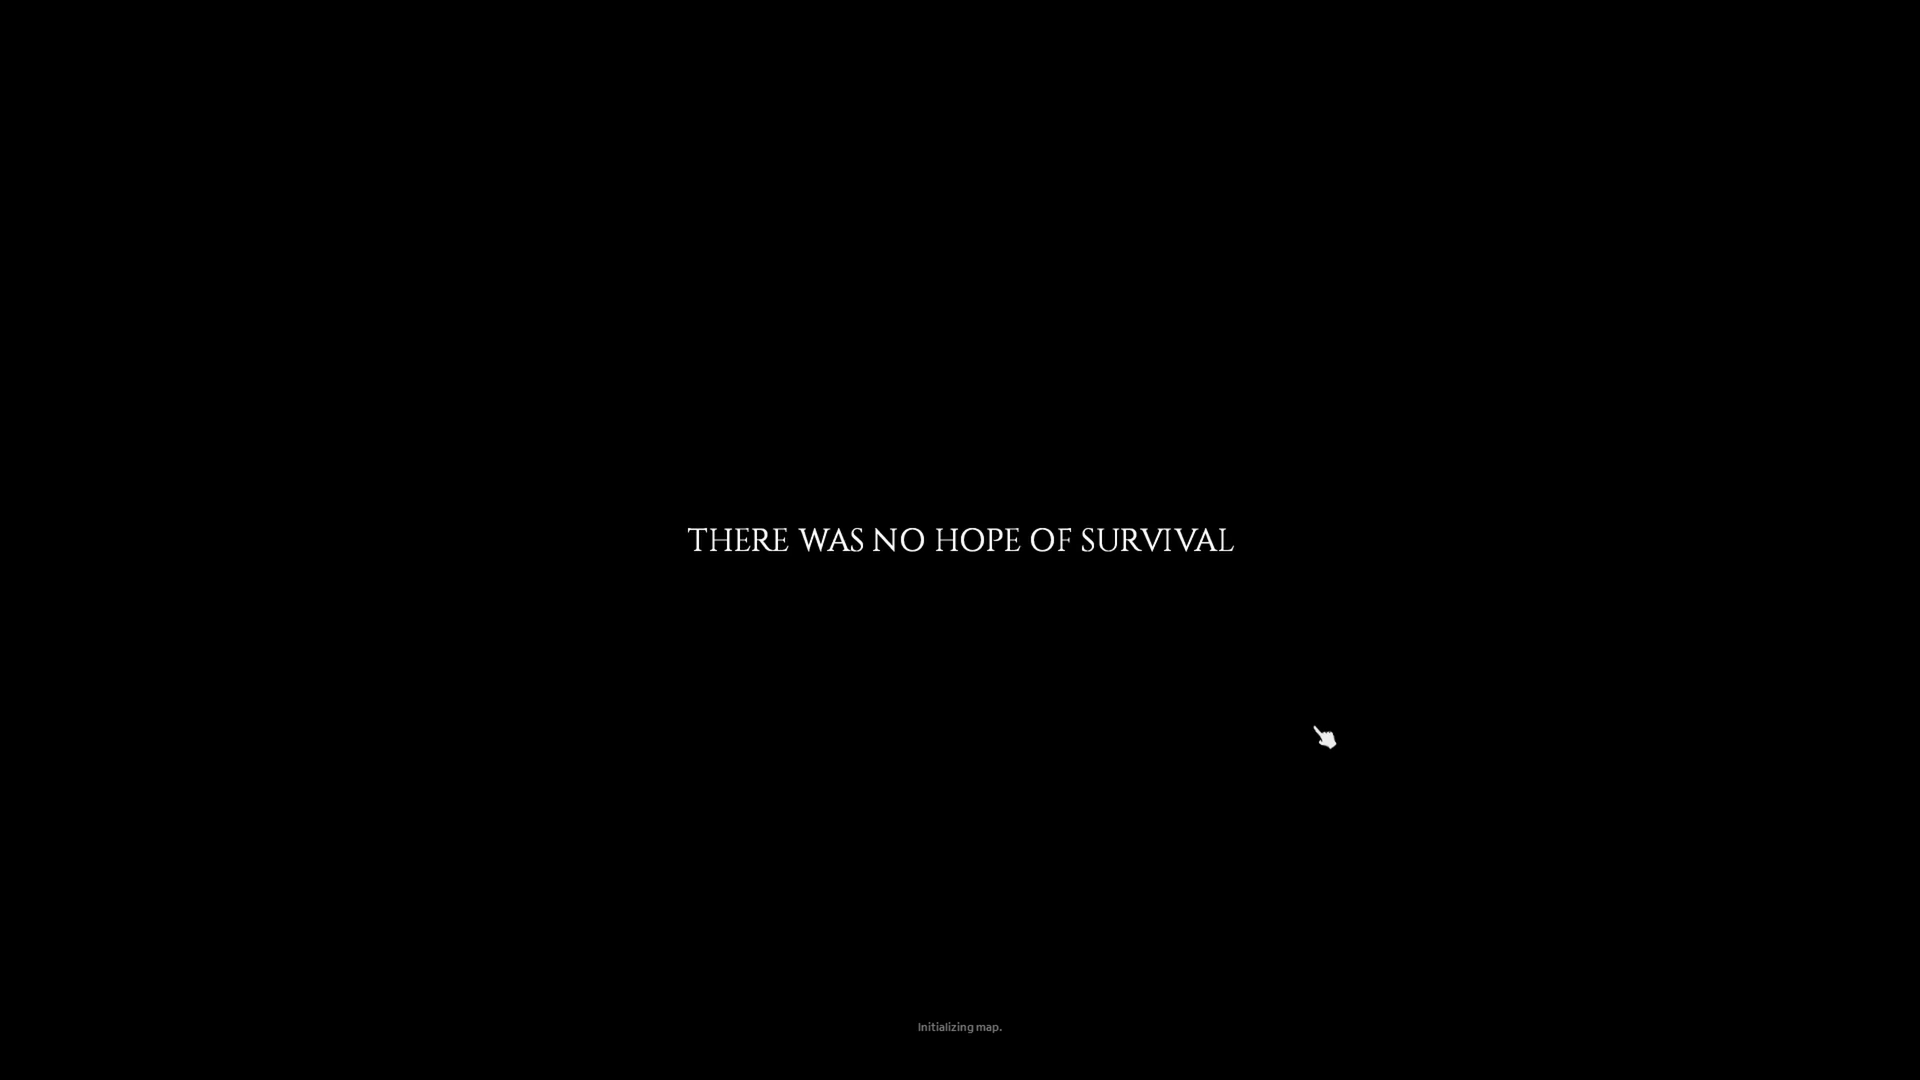 THERE WAS NO HOPE OF SURVIVAL
Initializing map.